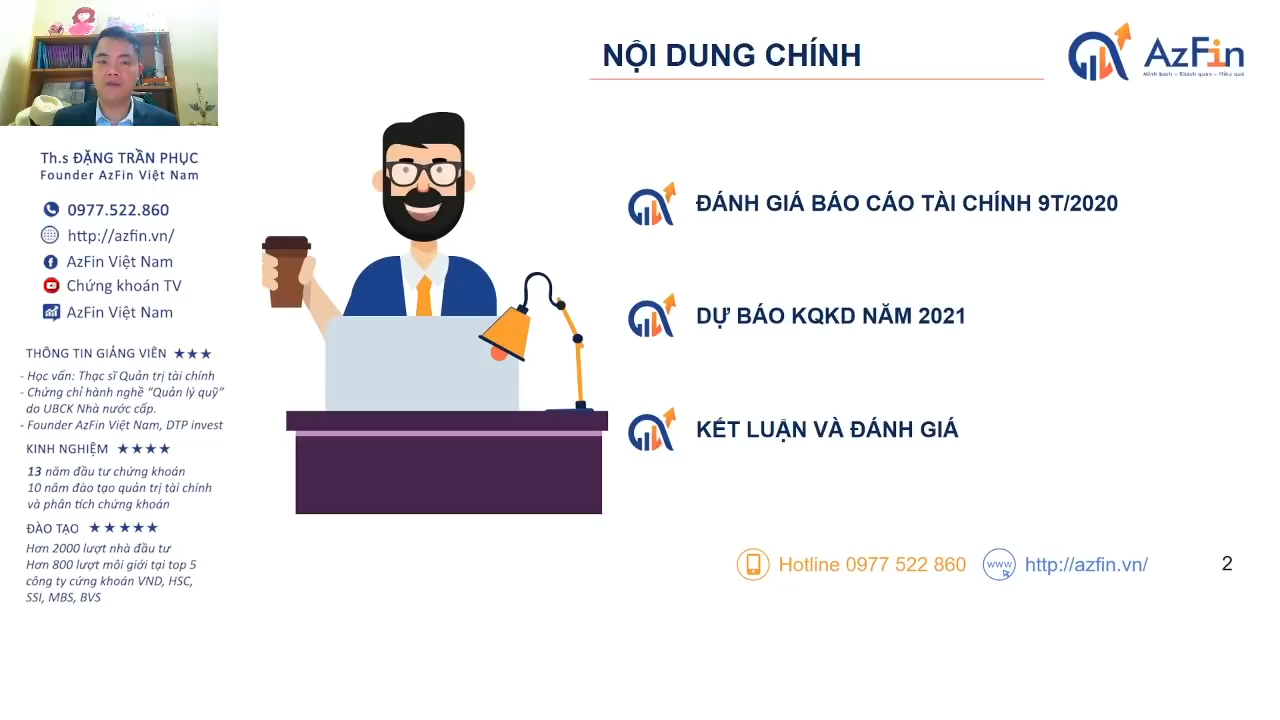 NỘI DUNG CHÍNH
AzFin
Minh bạch - Khách quan - Hiệu quả
Th.s ĐẶNG TRẦN PHỤC
Founder AzFin Việt Nam
0977.522.860
http://azfin.vn/
AzFin Việt Nam
Chứng khoán TV
AzFin Việt Nam
THÔNG TIN GIẢNG VIÊN ★★★
- Học vấn: Thạc sĩ Quản trị tài chính
- Chứng chỉ hành nghề “Quản lý quỹ”
do UBCK Nhà nước cấp.
- Founder AzFin Việt Nam, DTP invest
KINH NGHIỆM ★★★★
13 năm đầu tư chứng khoán
10 năm đào tạo quản trị tài chính
và phân tích chứng khoán
ĐÀO TẠO ★★★★★
Hơn 2000 lượt nhà đầu tư
Hơn 800 lượt môi giới tại top 5
công ty cứng khoán VND, HSC,
SSI, MBS, BVS
ĐÁNH GIÁ BÁO CÁO TÀI CHÍNH 9T/2020
DỰ BÁO KQKD NĂM 2021
KẾT LUẬN VÀ ĐÁNH GIÁ
Hotline 0977 522 860
www
http://azfin.vn/
2